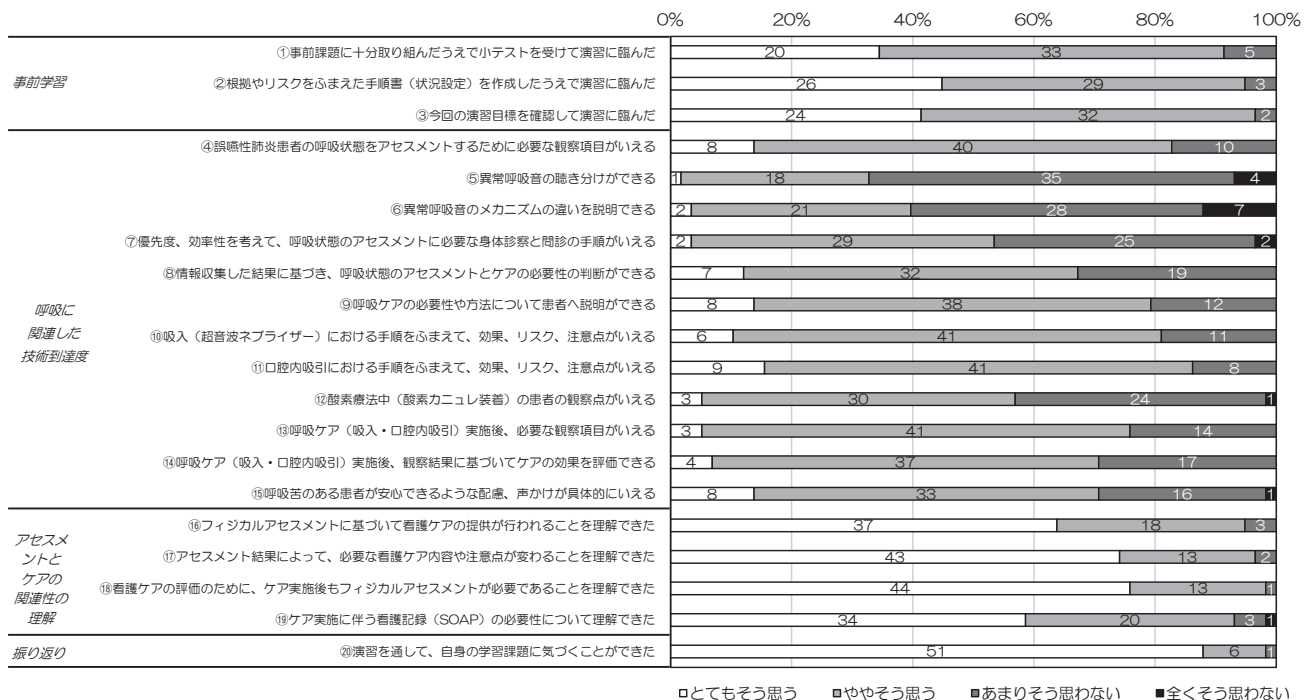 0% 20% 40% 60% 80% 100%
事前学習
①事前課題に十分取り組んだうえで小テストを受けて演習に臨んだ 20 33 5
②根拠やリスクをふまえた手順書（状況設定）を作成したうえで演習に臨んだ 26 29 3
③今回の演習目標を確認して演習に臨んだ 24 32 2
呼吸に
関連した
技術到達度
④誤嚥性肺炎患者の呼吸状態をアセスメントするために必要な観察項目がいえる 8 40 10
⑤異常呼吸音の聴き分けができる 1 18 35 4
⑥異常呼吸音のメカニズムの違いを説明できる 2 21 28 7
⑦優先度、効率性を考えて、呼吸状態のアセスメントに必要な身体診察と問診の手順がいえる 2 29 25 2
⑧情報収集した結果に基づき、呼吸状態のアセスメントとケアの必要性の判断ができる 7 32 19
⑨呼吸ケアの必要性や方法について患者へ説明ができる 8 38 12
⑩吸入（超音波ネブライザー）における手順をふまえて、効果、リスク、注意点がいえる 6 41 11
⑪口腔内吸引における手順をふまえて、効果、リスク、注意点がいえる 9 41 8
⑫酸素療法中（酸素カニュレ装着）の患者の観察点がいえる 3 30 24 1
⑬呼吸ケア（吸入・口腔内吸引）実施後、必要な観察項目がいえる 3 41 14
⑭呼吸ケア（吸入・口腔内吸引）実施後、観察結果に基づいてケアの効果を評価できる 4 37 17
⑮呼吸苦のある患者が安心できるような配慮、声かけが具体的にいえる 8 33 16 1
アセスメ
ントと
ケアの
関連性の
理解
⑯フィジカルアセスメントに基づいて看護ケアの提供が行われることを理解できた 37 18 3
⑰アセスメント結果によって、必要な看護ケア内容や注意点が変わることを理解できた 43 13 2
⑱看護ケアの評価のために、ケア実施後もフィジカルアセスメントが必要であることを理解できた 44 13 1
⑲ケア実施に伴う看護記録（SOAP）の必要性について理解できた 34 20 3 1
振り返り
⑳演習を通して、自身の学習課題に気づくことができた 51 6 1
とてもそう思う ややそう思う あまりそう思わない 全くそう思わない